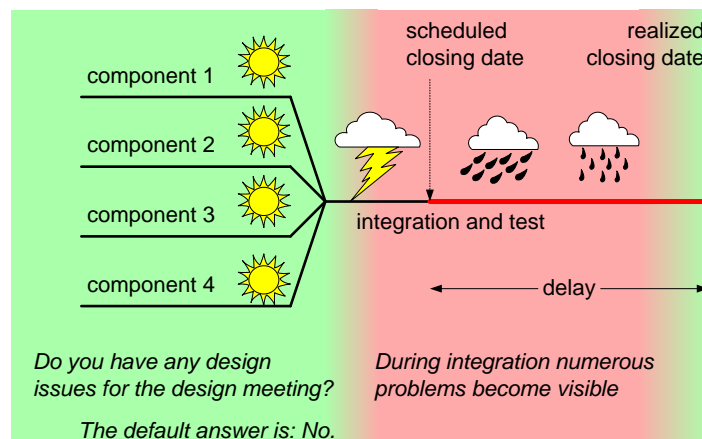 scheduled
closing date
realized
closing date
component 1
component 2
component 3
component 4
integration and test
delay
Do you have any design
issues for the design meeting?
The default answer is: No.
During integration numerous
problems become visible